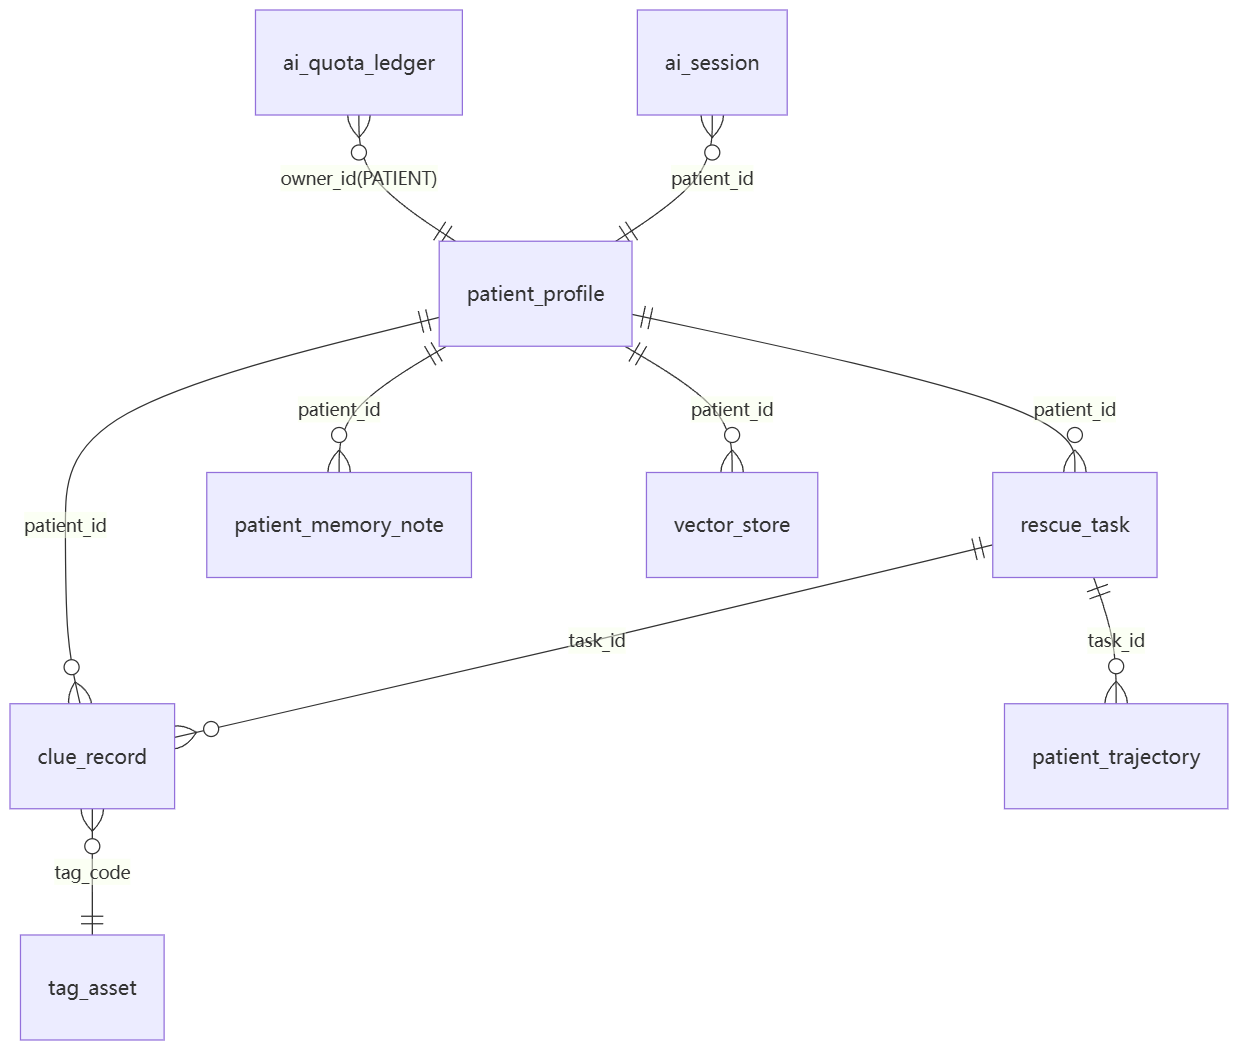 ai_quota_ledger
ai_session
owner_id(PATIENT)
patient_id
patient_profile
patient_id
patient_id
patient_id
patient_id
patient_memory_note
vector_store
rescue_task
task_id
task_id
clue_record
patient_trajectory
tag_code
tag_asset